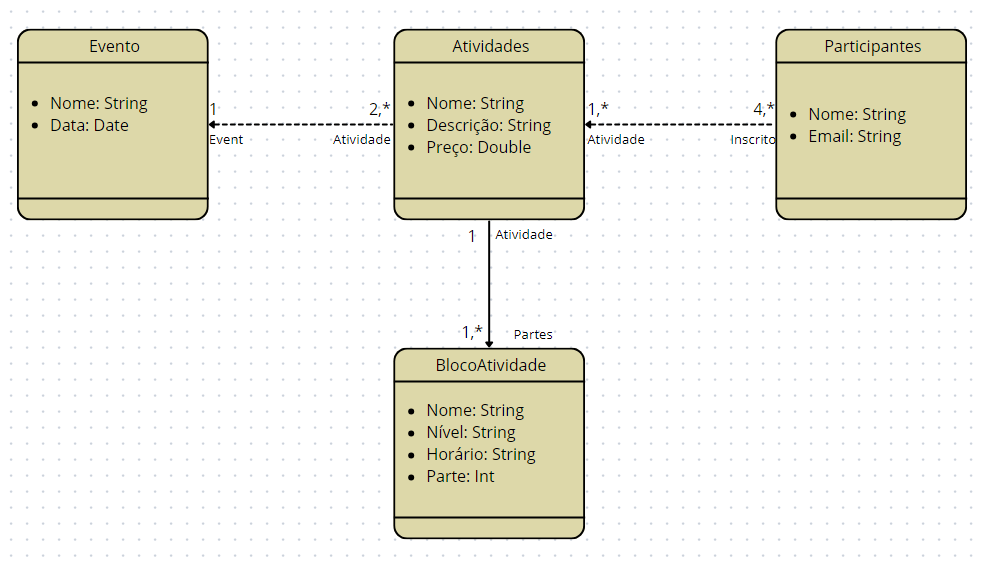 Evento
Nome: String
Data: Date
1
Event
2,*
Atividade
Atividades
Nome: String
Descrição: String
Preço: Double
1,*
Atividade
4,*
Inscrito
Participantes
Nome: String
Email: String
1
Atividade
1,*
Partes
BlocoAtividade
Nome: String
Nível: String
Horário: String
Parte: Int